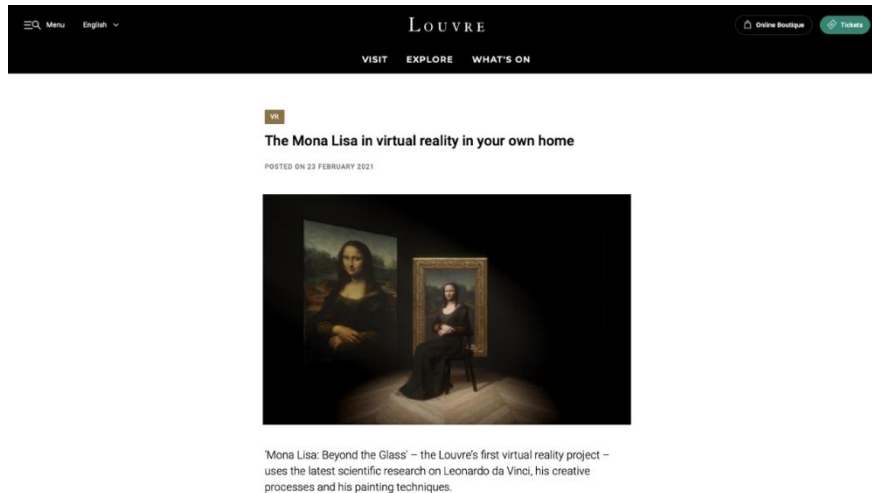 Menu English LOUVRE Online Boutique Tickets
VISIT EXPLORE WHAT'S ON
VR
The Mona Lisa in virtual reality in your own home
POSTED ON 23 FEBRUARY 2021
'Mona Lisa: Beyond the Glass' – the Louvre's first virtual reality project –
uses the latest scientific research on Leonardo da Vinci, his creative
processes and his painting techniques.